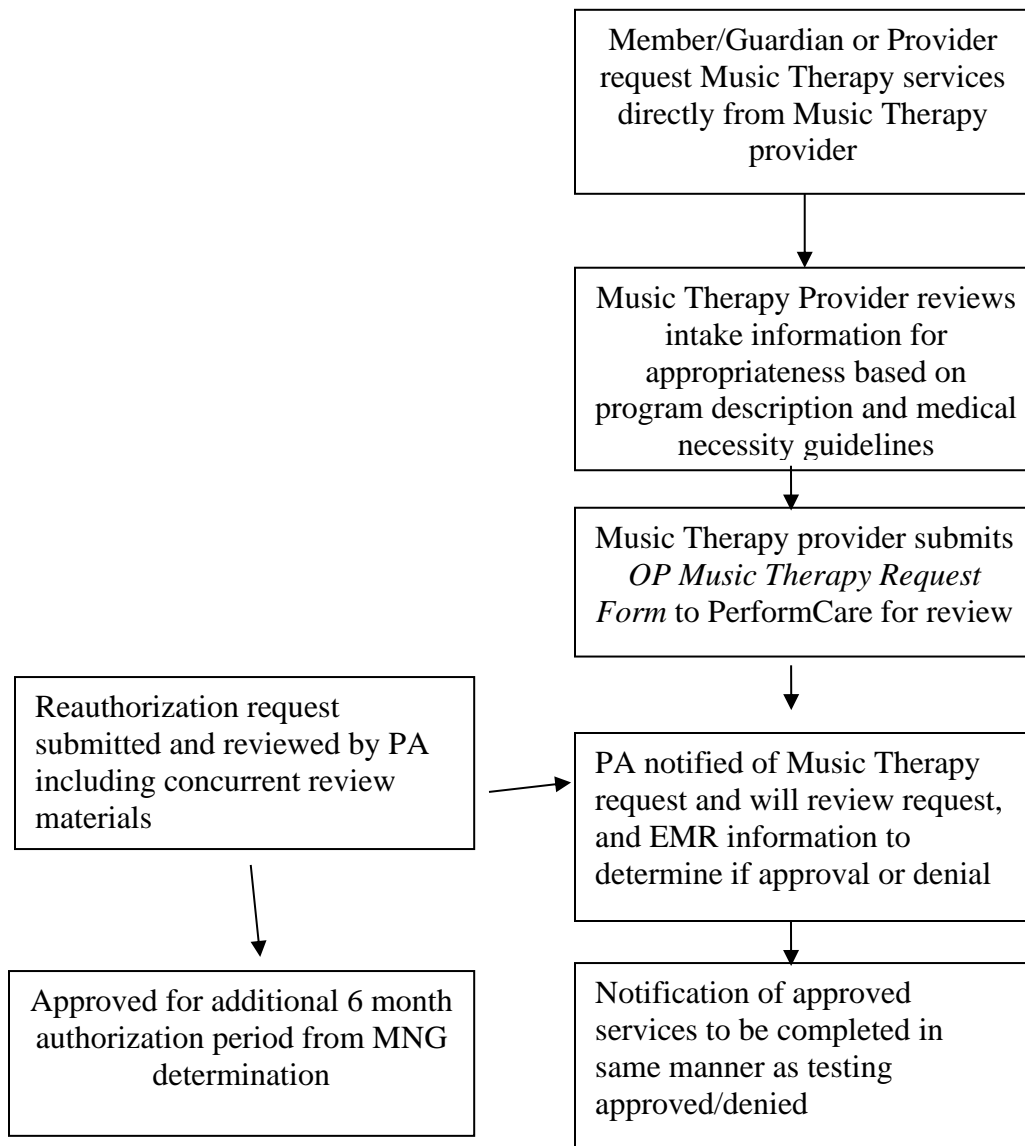 Member/Guardian or Provider
request Music Therapy services
directly from Music Therapy
provider
Music Therapy Provider reviews
intake information for
appropriateness based on
program description and medical
necessity guidelines
Music Therapy provider submits
OP Music Therapy Request
Form to PerformCare for review
Reauthorization request
submitted and reviewed by PA
including concurrent review
materials
PA notified of Music Therapy
request and will review request,
and EMR information to
determine if approval or denial
Approved for additional 6 month
authorization period from MNG
determination
Notification of approved
services to be completed in
same manner as testing
approved/denied